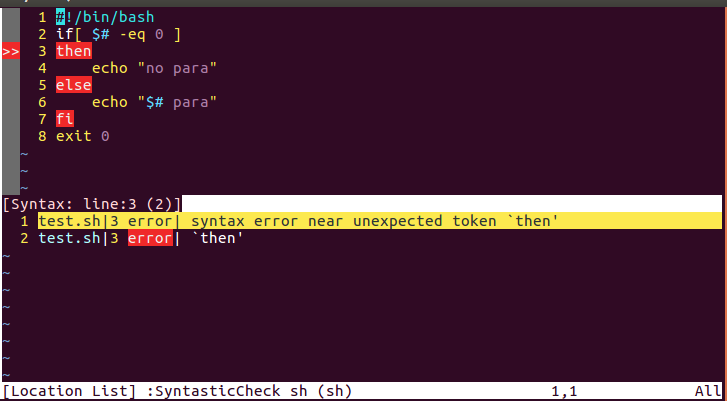 1 #!/bin/bash
2 if[ $# -eq 0 ]
>> 3 then
4 echo "no para"
5 else
6 echo "$# para"
7 fi
8 exit 0
~
~
~
[Syntax: line:3 (2)]
1 test.sh|3 error| syntax error near unexpected token `then'
2 test.sh|3 error| `then'
~
~
~
~
~
~
~
~
[Location List] :SyntasticCheck sh (sh) 1,1 All